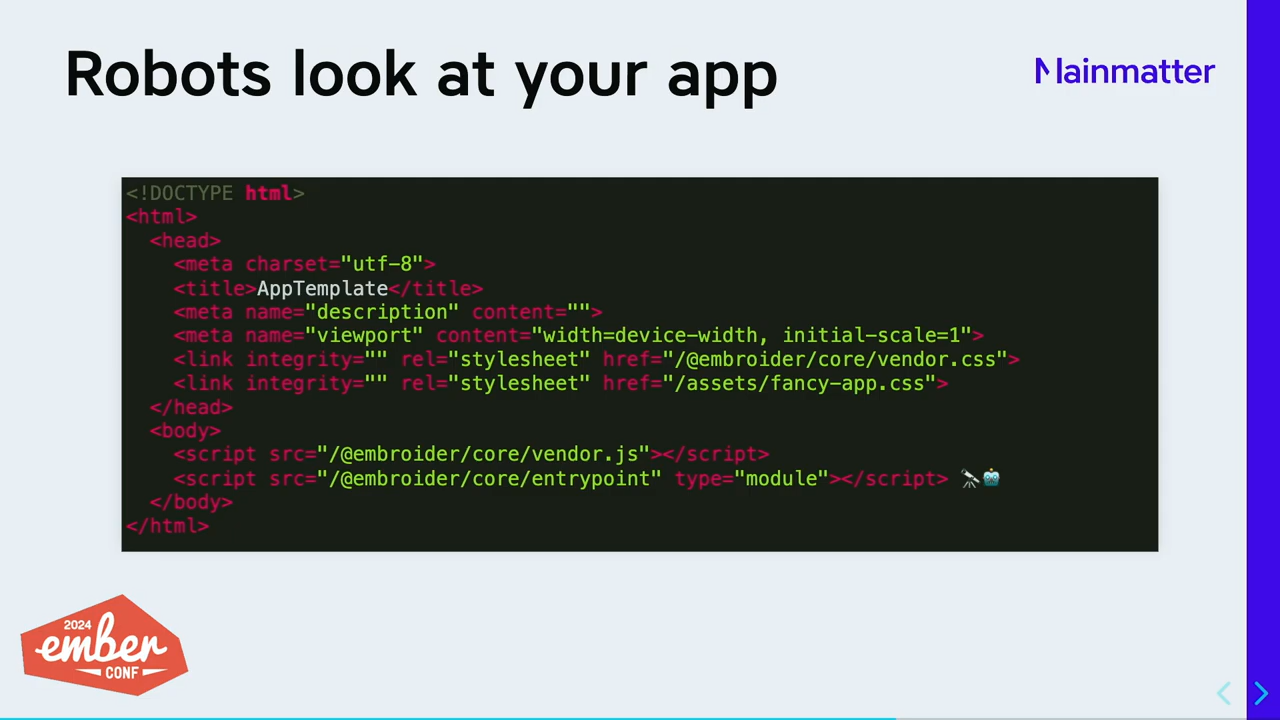 Robots look at your app
Mainmatter
<!DOCTYPE html>
<html>
  <head>
    <meta charset="utf-8">
    <title>AppTemplate</title>
    <meta name="description" content="">
    <meta name="viewport" content="width=device-width, initial-scale=1">
    <link integrity="" rel="stylesheet" href="/@embroider/core/vendor.css">
    <link integrity="" rel="stylesheet" href="/assets/fancy-app.css">
  </head>
  <body>
    <script src="/@embroider/core/vendor.js"></script>
    <script src="/@embroider/core/entrypoint" type="module"></script>
  </body>
</html>
2024
ember
CONF